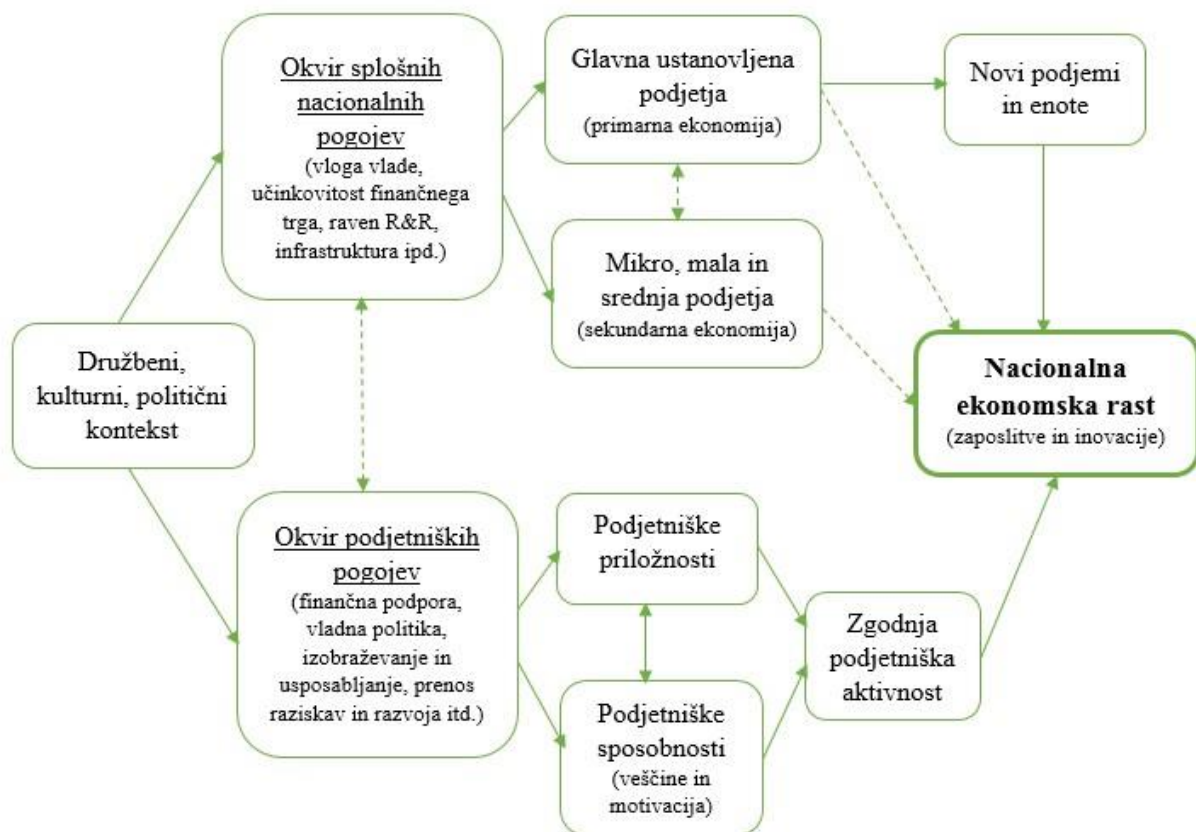 Družbeni,
kulturni, politični
kontekst
Okvir splošnih
nacionalnih
pogojev
(vloga vlade,
učinkovitost finančnega
trga, raven R&R,
infrastruktura ipd.)
Glavna ustanovljena
podjetja
(primarna ekonomija)
Novi podjemi
in enote
Mikro, mala in
srednja podjetja
(sekundarna ekonomija)
Nacionalna
ekonomska rast
(zaposlitve in inovacije)
Okvir podjetniških
pogojev
(finančna podpora,
vladna politika,
izobraževanje in
usposabljanje, prenos
raziskav in razvoja itd.)
Podjetniške
priložnosti
Podjetniške
sposobnosti
(veščine in
motivacija)
Zgodnja
podjetniška
aktivnost